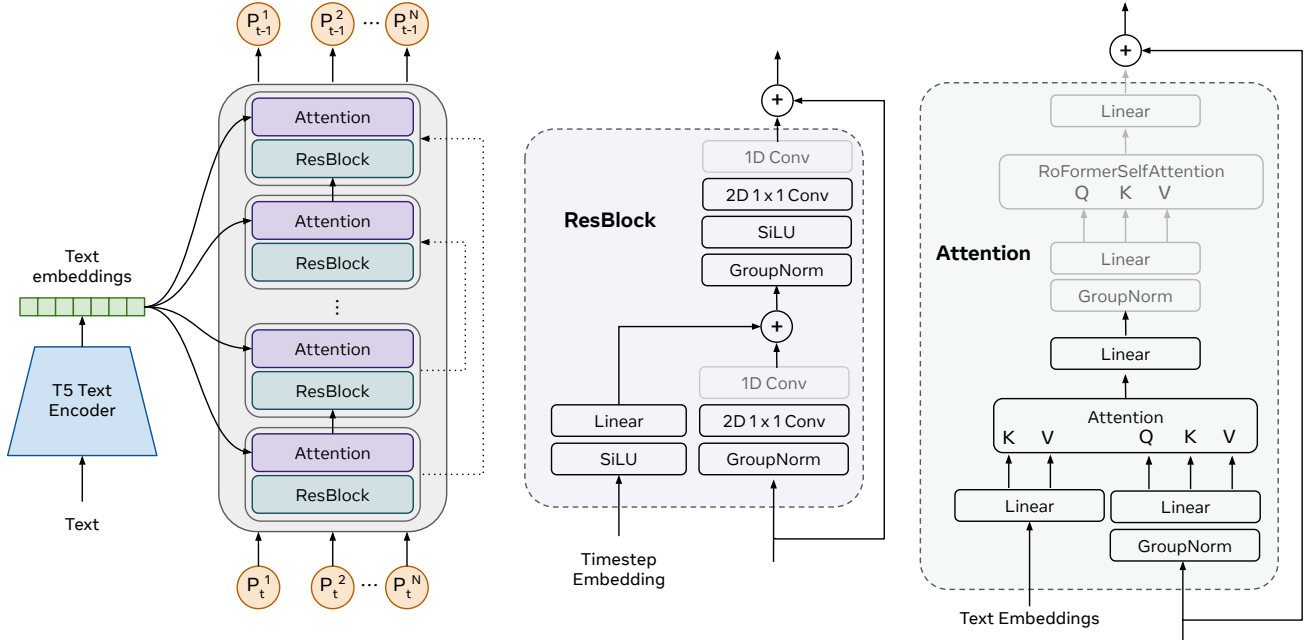 P¹ₜ₋₁ P²ₜ₋₁ ... Pᴺₜ₋₁
Attention
ResBlock
Attention
ResBlock
⋮
Attention
ResBlock
Attention
ResBlock
P¹ₜ P²ₜ ... Pᴺₜ
Text
embeddings
T5 Text
Encoder
Text
ResBlock
+
1D Conv
2D 1 x 1 Conv
SiLU
GroupNorm
+
1D Conv
2D 1 x 1 Conv
GroupNorm
Linear
SiLU
Timestep
Embedding
Attention
+
Linear
RoFormerSelfAttention
Q K V
Linear
GroupNorm
Linear
Attention
K V Q K V
Linear
Linear
GroupNorm
Text Embeddings